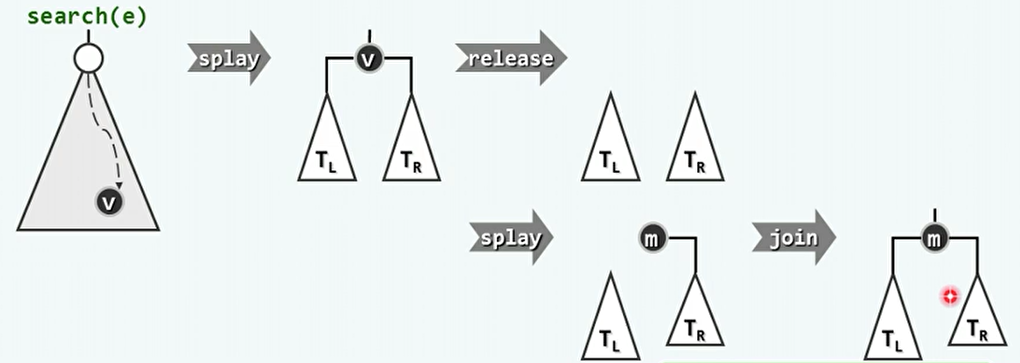 search(e)
splay
v
release
T_L
T_R
T_L
T_R
v
splay
m
join
m
T_L
T_R
T_L
T_R